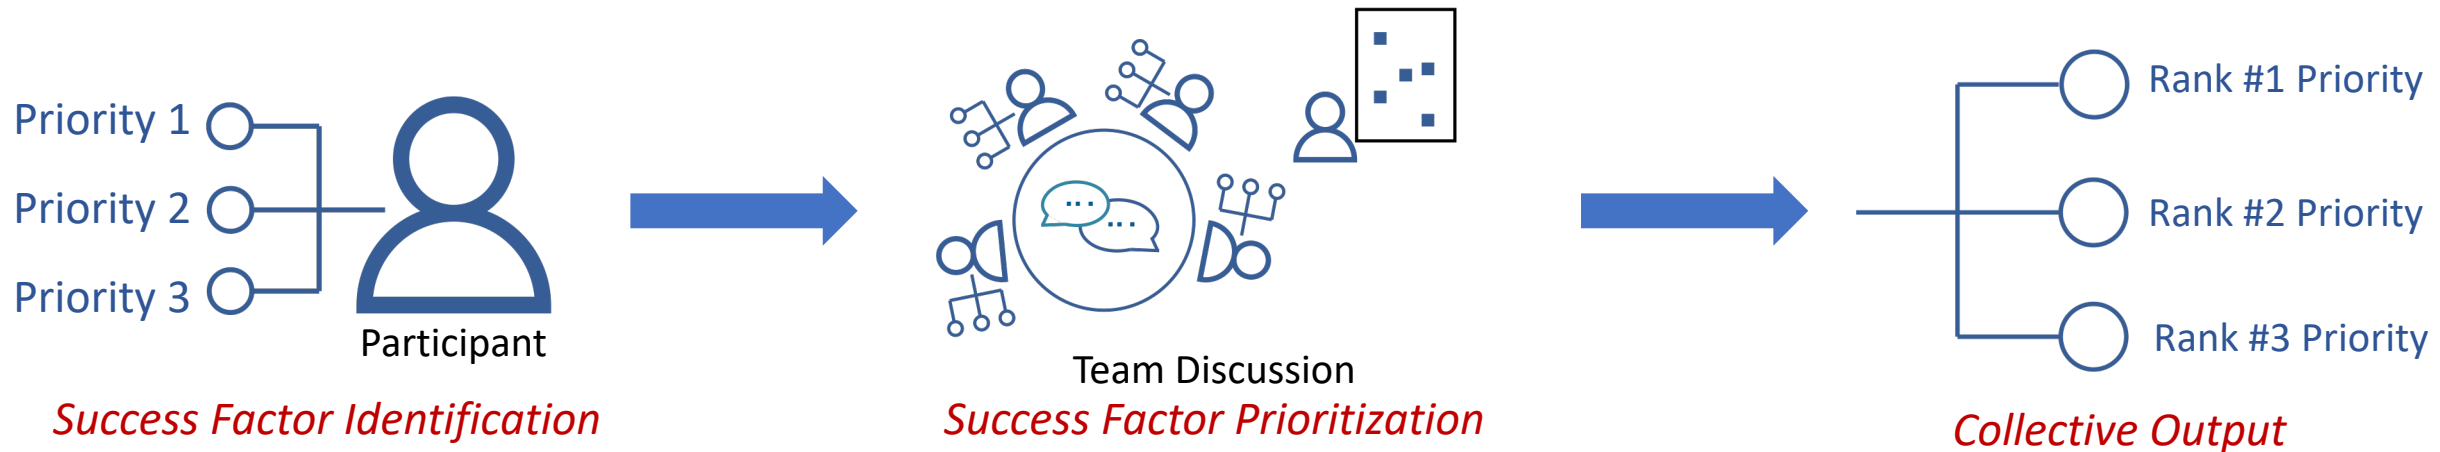 Priority 1
Priority 2
Priority 3
Participant
Success Factor Identification
Team Discussion
Success Factor Prioritization
Rank #1 Priority
Rank #2 Priority
Rank #3 Priority
Collective Output